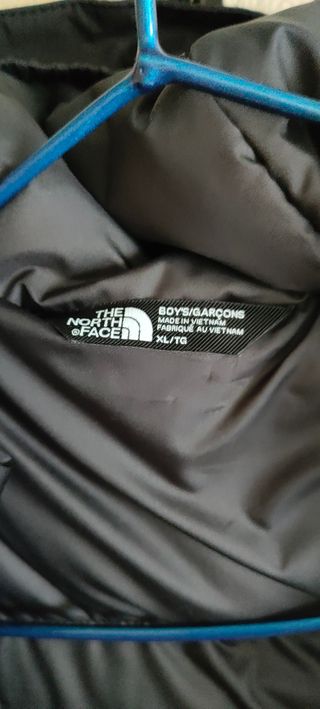 THE
NORTH
FACE
BOYS/GARÇONS
MADE IN VIETNAM
FABRIQUÉ AU VIETNAM
XL/TG